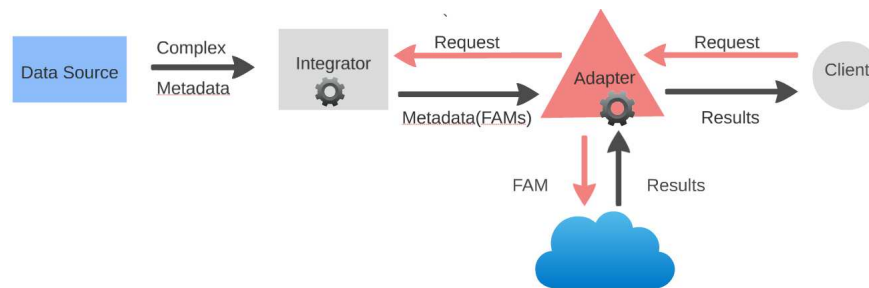 Data Source
Complex
Metadata
Integrator
Request
Metadata(FAMs)
Adapter
Request
Results
Client
FAM
Results